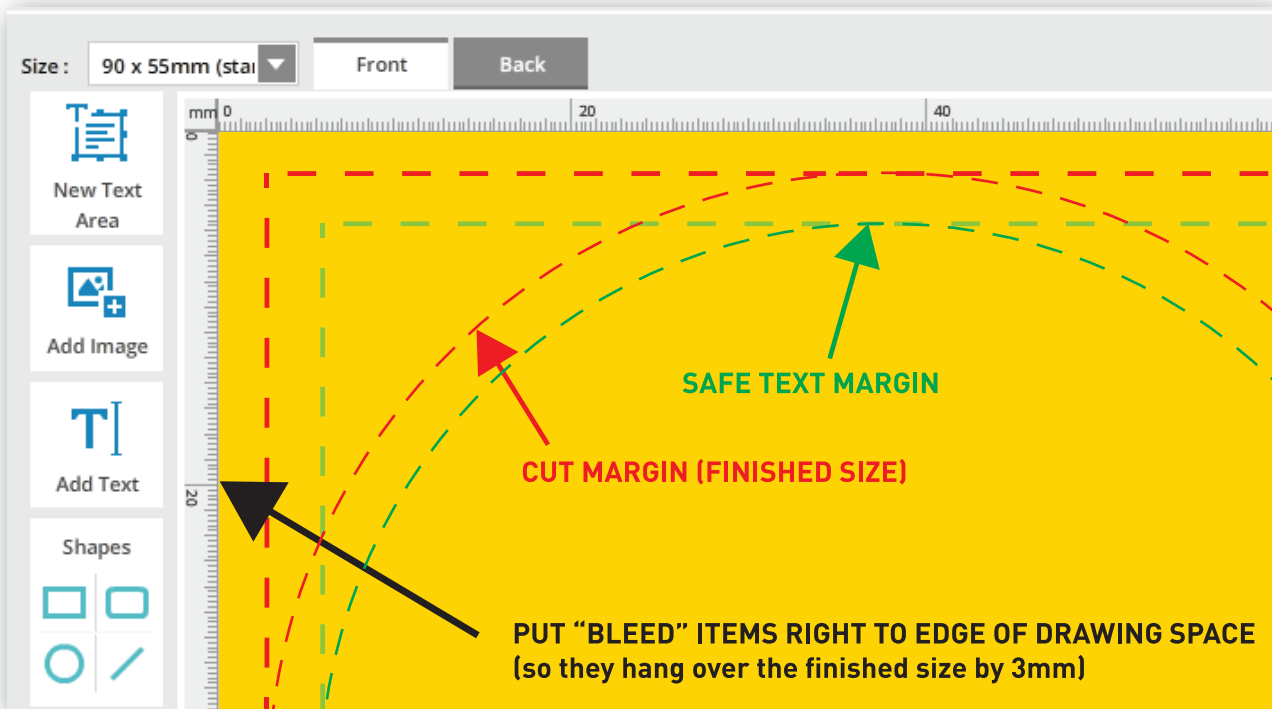 Size :
90 x 55mm (star
Front
Back
mm
0
20
40
0
New Text
Area
Add Image
SAFE TEXT MARGIN
CUT MARGIN (FINISHED SIZE)
Add Text
20
Shapes
PUT “BLEED” ITEMS RIGHT TO EDGE OF DRAWING SPACE
(so they hang over the finished size by 3mm)